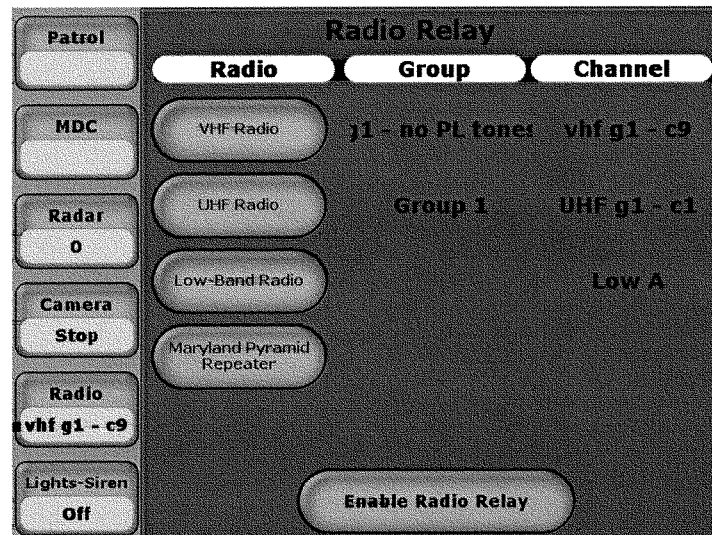 Patrol
MDC
Radar
0
Camera
Stop
Radio
vhf g1 - c9
Lights-Siren
Off
Radio Relay
Radio Group Channel
VHF Radio g1 - no PL tones vhf g1 - c9
UHF Radio Group 1 UHF g1 - c1
Low-Band Radio Low A
Maryland Pyramid
Repeater
Enable Radio Relay